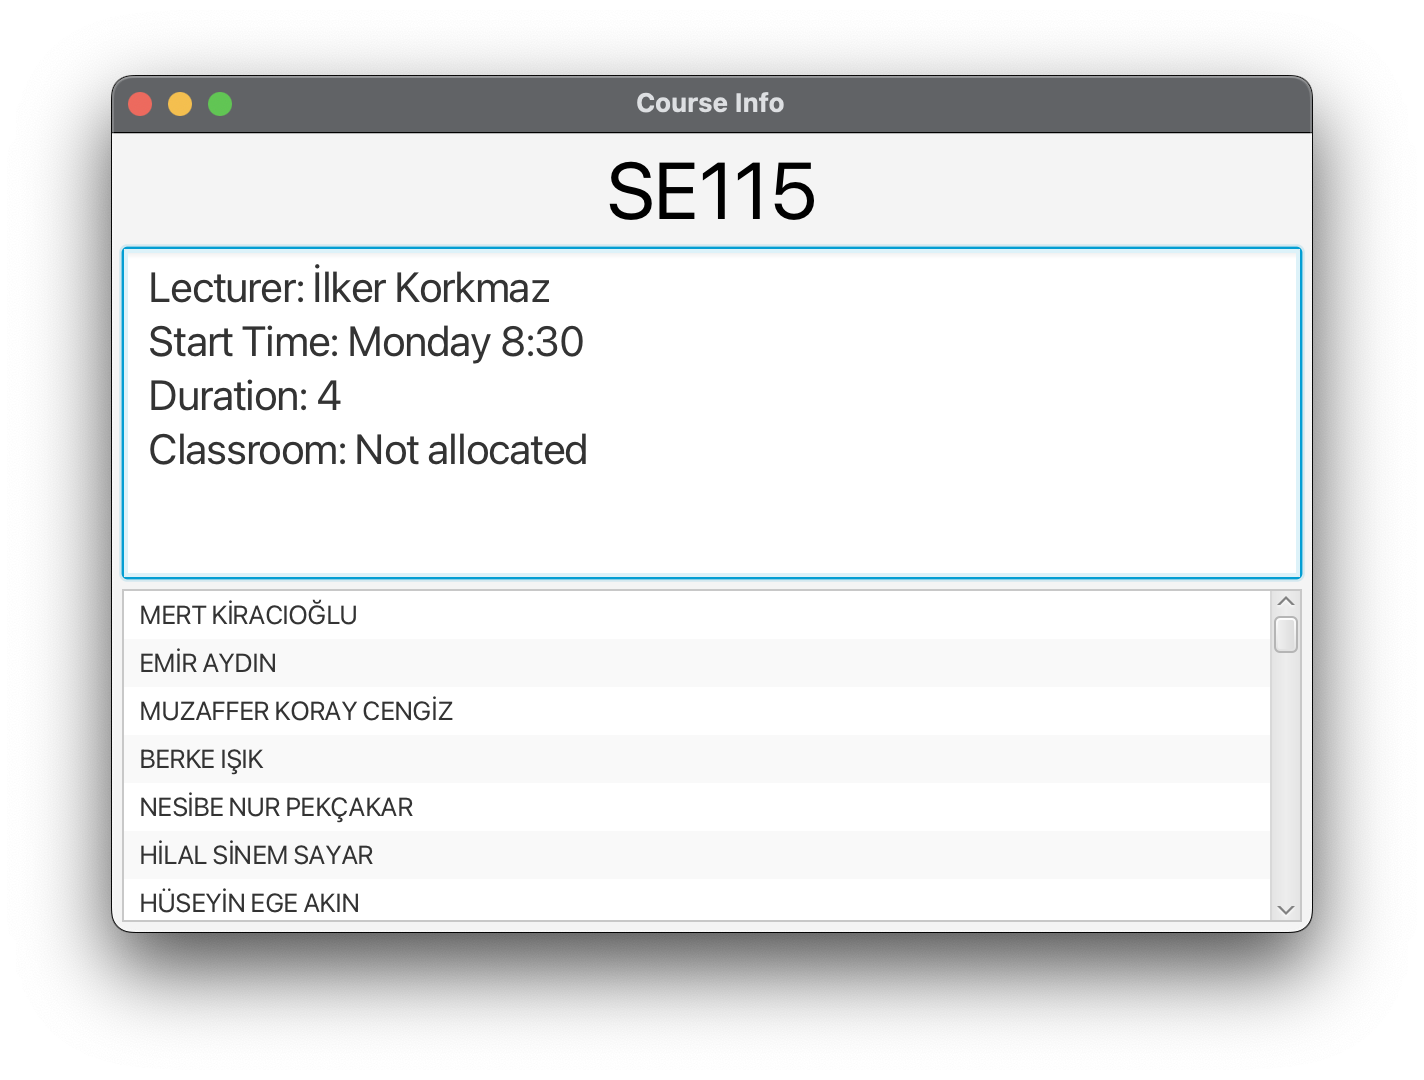 Course Info
SE115
Lecturer: İlker Korkmaz
Start Time: Monday 8:30
Duration: 4
Classroom: Not allocated
MERT KİRACIOĞLU
EMİR AYDIN
MUZAFFER KORAY CENGİZ
BERKE IŞIK
NESİBE NUR PEKÇAKAR
HİLAL SİNEM SAYAR
HÜSEYİN EGE AKIN